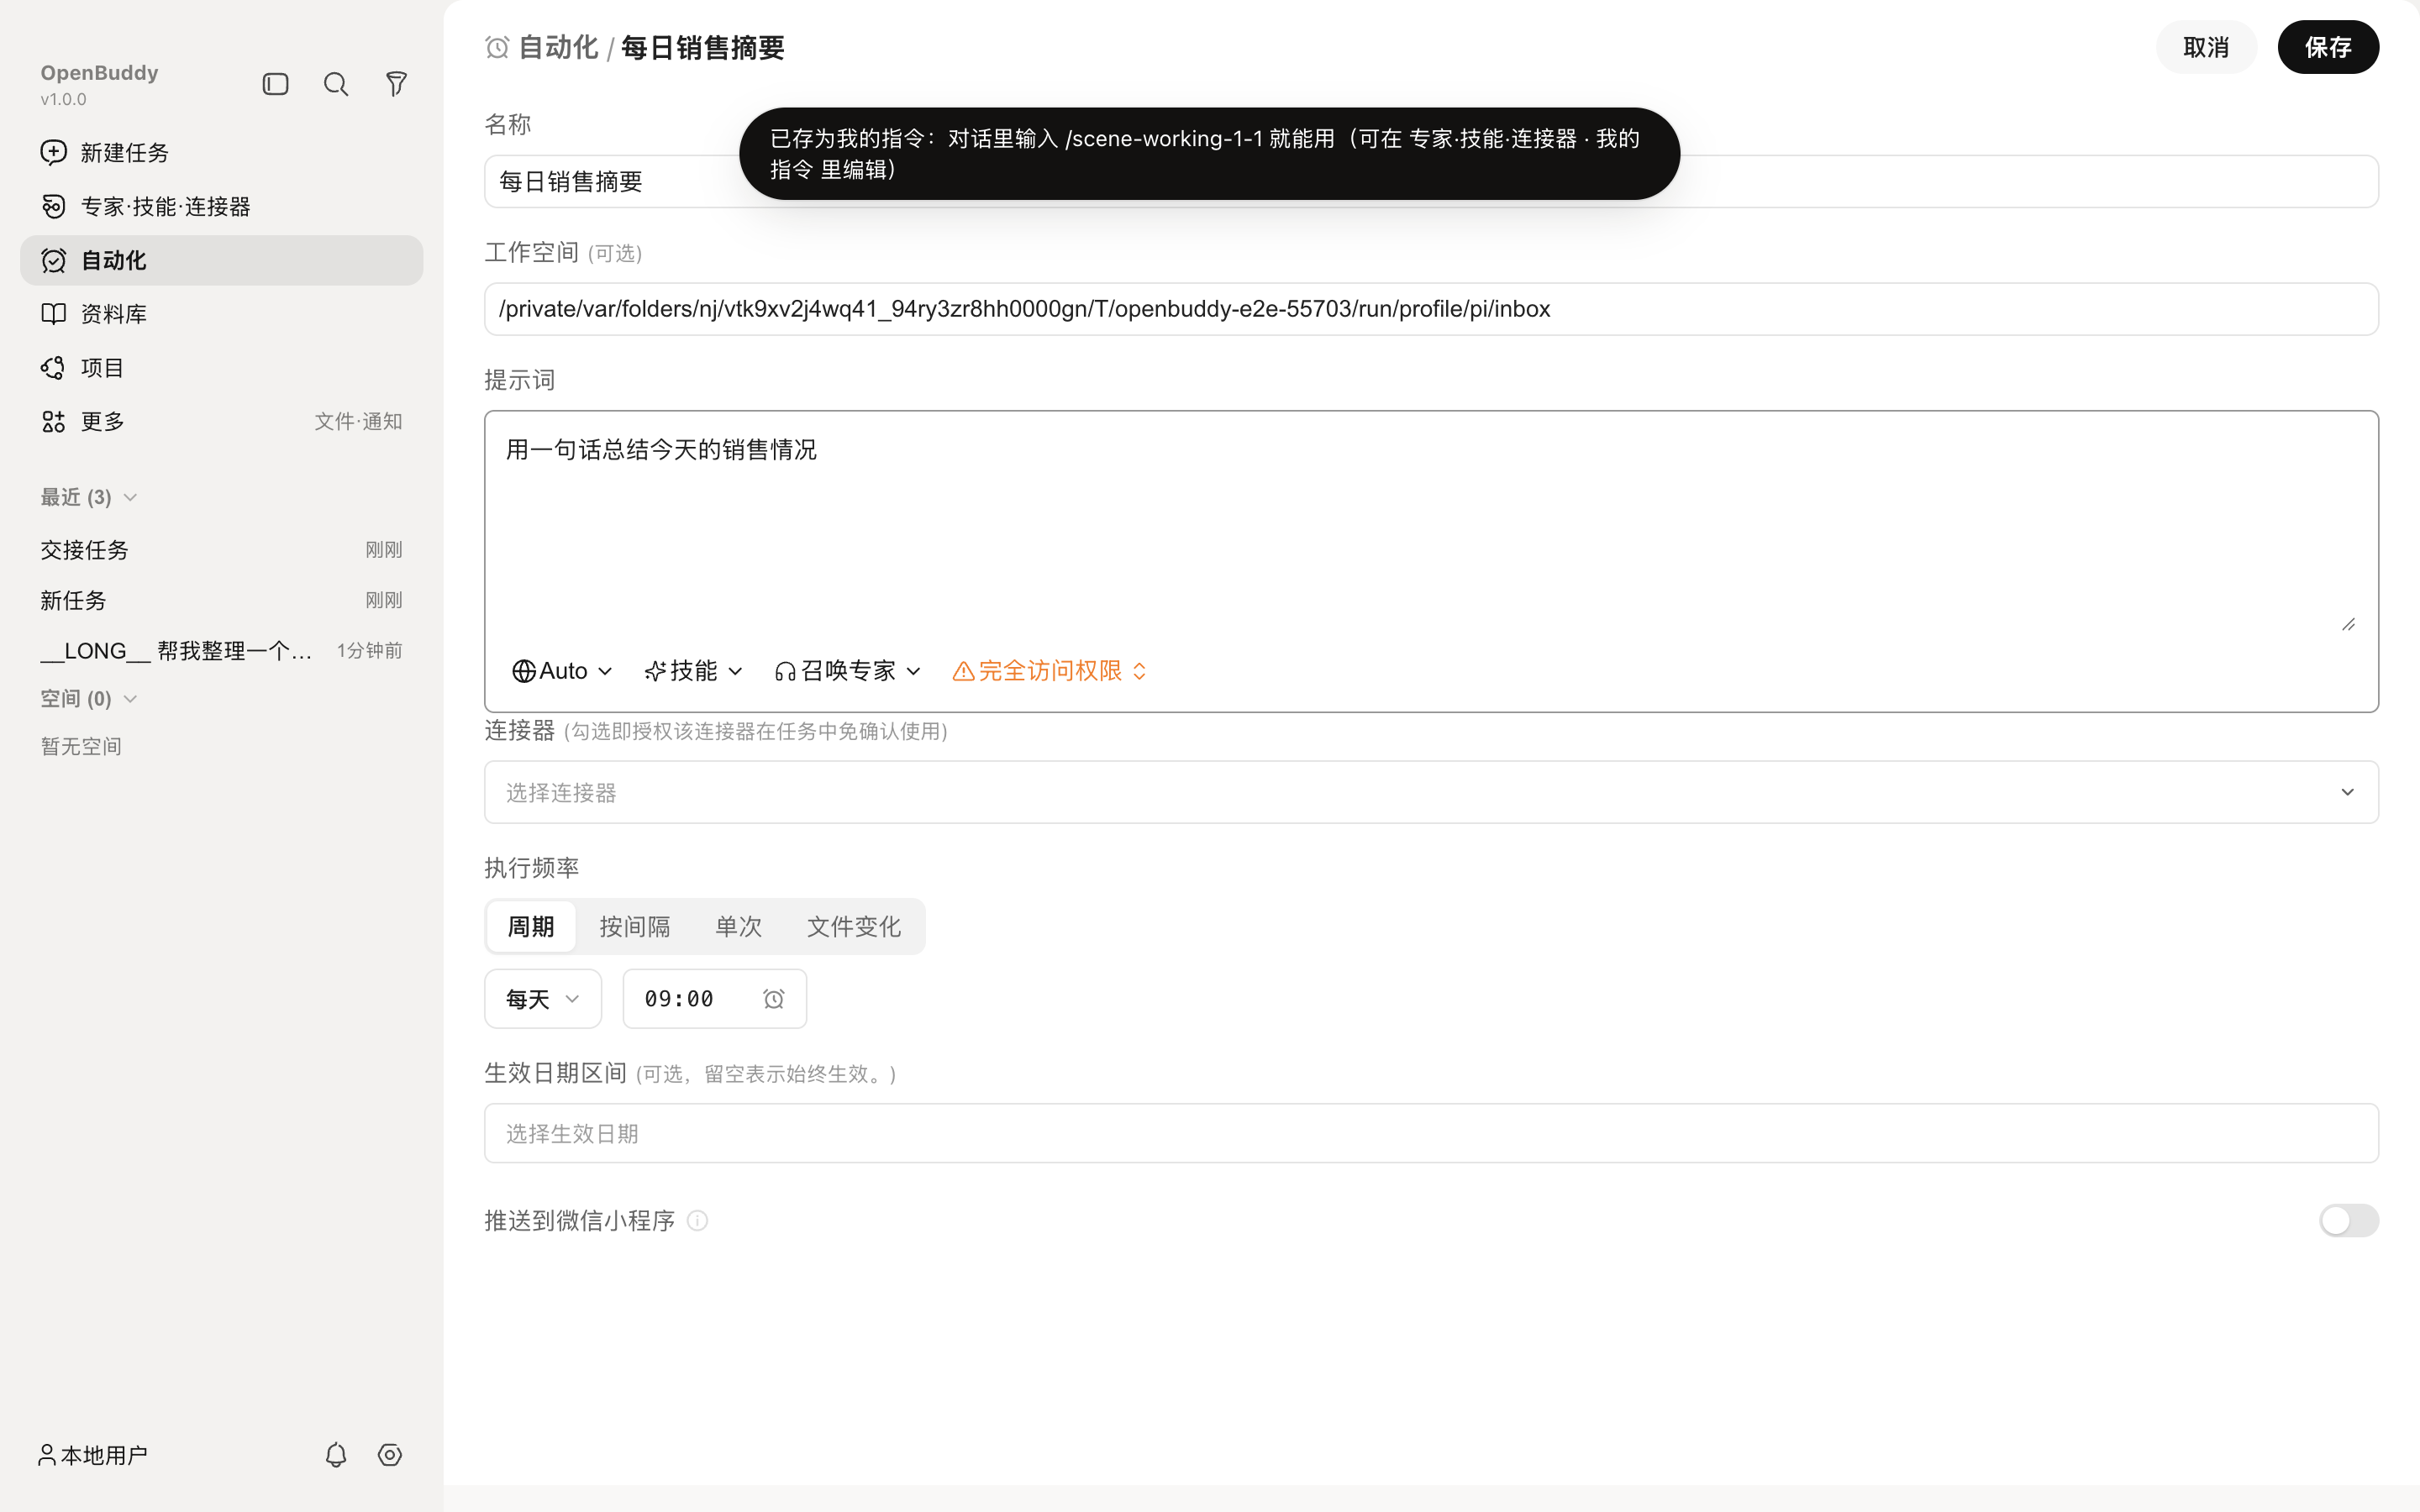 OpenBuddy
v1.0.0
新建任务
专家·技能·连接器
自动化
资料库
项目
更多 文件·通知
最近 (3)
交接任务 刚刚
新任务 刚刚
__LONG__ 帮我整理一个… 1分钟前
空间 (0)
暂无空间
本地用户
自动化 / 每日销售摘要
取消 保存
已存为我的指令：对话里输入 /scene-working-1-1 就能用（可在 专家·技能·连接器 · 我的
指令 里编辑）
名称
每日销售摘要
工作空间 (可选)
/private/var/folders/nj/vtk9xv2j4wq41_94ry3zr8hh0000gn/T/openbuddy-e2e-55703/run/profile/pi/inbox
提示词
用一句话总结今天的销售情况
Auto 技能 召唤专家 完全访问权限
连接器 (勾选即授权该连接器在任务中免确认使用)
选择连接器
执行频率
周期 按间隔 单次 文件变化
每天 09:00
生效日期区间 (可选，留空表示始终生效。)
选择生效日期
推送到微信小程序